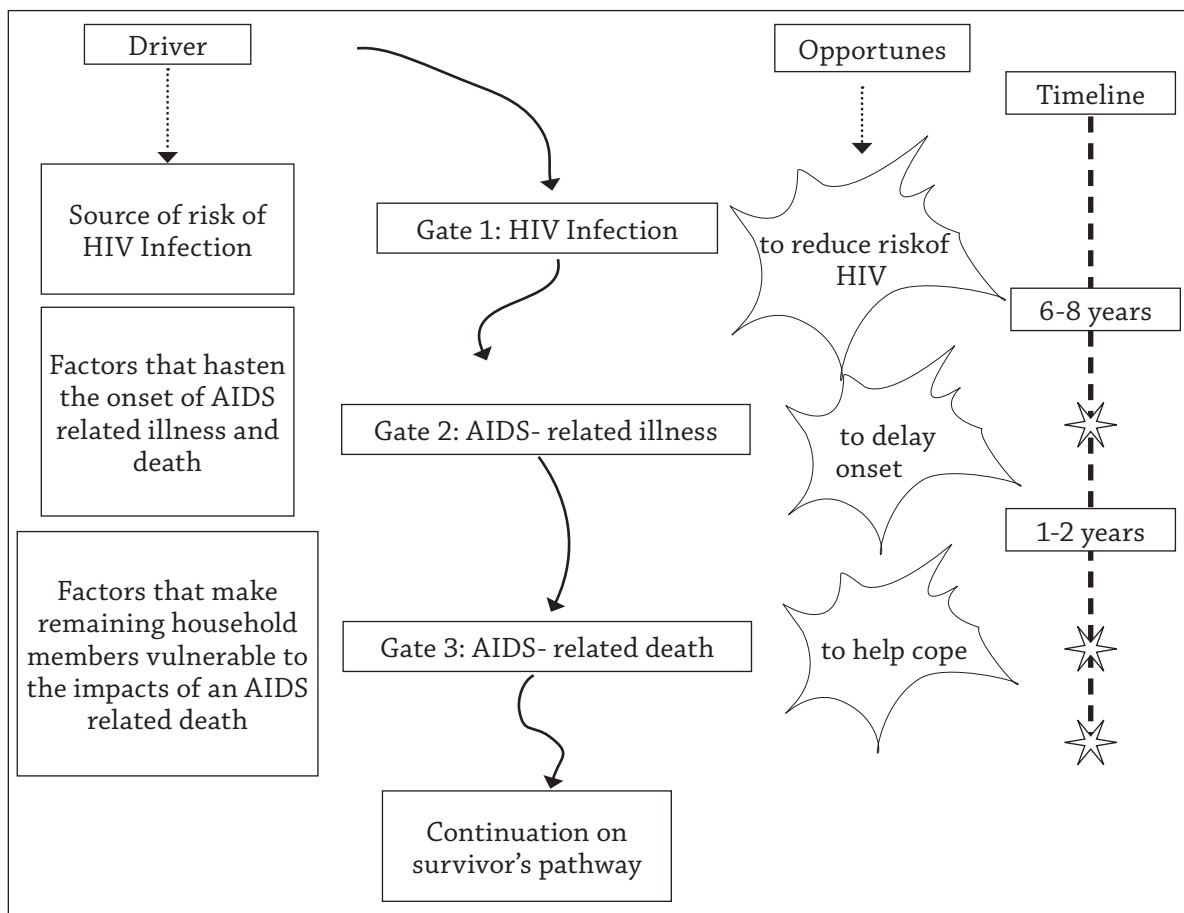 Driver
Opportunes
Timeline
Source of risk of
HIV Infection
Gate 1: HIV Infection
to reduce riskof
HIV
6-8 years
Factors that hasten
the onset of AIDS
related illness and
death
Gate 2: AIDS- related illness
to delay
onset
1-2 years
Factors that make
remaining household
members vulnerable to
the impacts of an AIDS
related death
Gate 3: AIDS- related death
to help cope
Continuation on
survivor's pathway